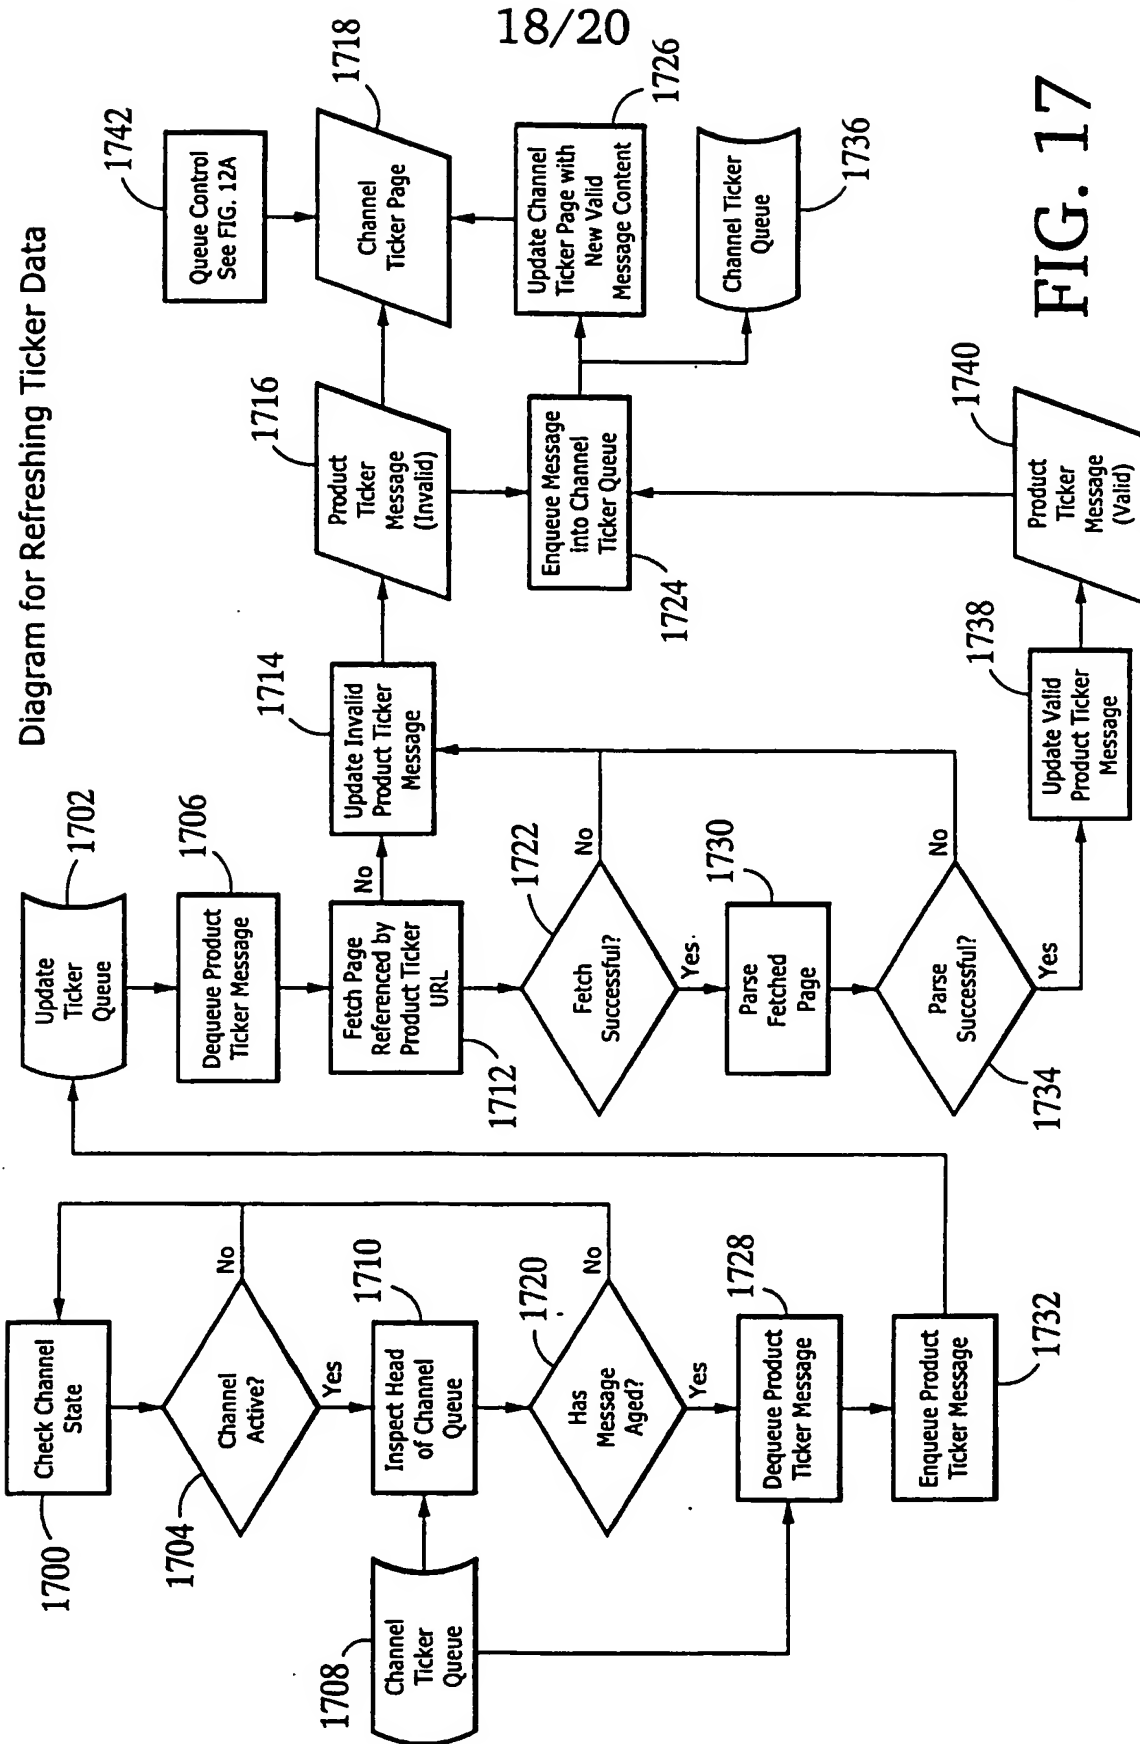 18/20
Diagram for Refreshing Ticker Data
1700
Check Channel
State
1704
Channel
Active?
No
Yes
1708
Channel
Ticker
Queue
1710
Inspect Head
of Channel
Queue
1720
Has
Message
Aged?
No
Yes
1728
Dequeue Product
Ticker Message
1732
Enqueue Product
Ticker Message
1702
Update
Ticker
Queue
1706
Dequeue Product
Ticker Message
1712
Fetch Page
Referenced by
Product Ticker
URL
No
1722
Fetch
Successful?
No
Yes.
1730
Parse
Fetched
Page
1734
Parse
Successful?
No
Yes
1714
Update Invalid
Product Ticker
Message
1738
Update Valid
Product Ticker
Message
1716
Product
Ticker
Message
(Invalid)
1724
Enqueue Message
into Channel
Ticker Queue
1740
Product
Ticker
Message
(Valid)
1742
Queue Control
See FIG. 12A
1718
Channel
Ticker Page
1726
Update Channel
Ticker Page with
New Valid
Message Content
1736
Channel Ticker
Queue
FIG. 17